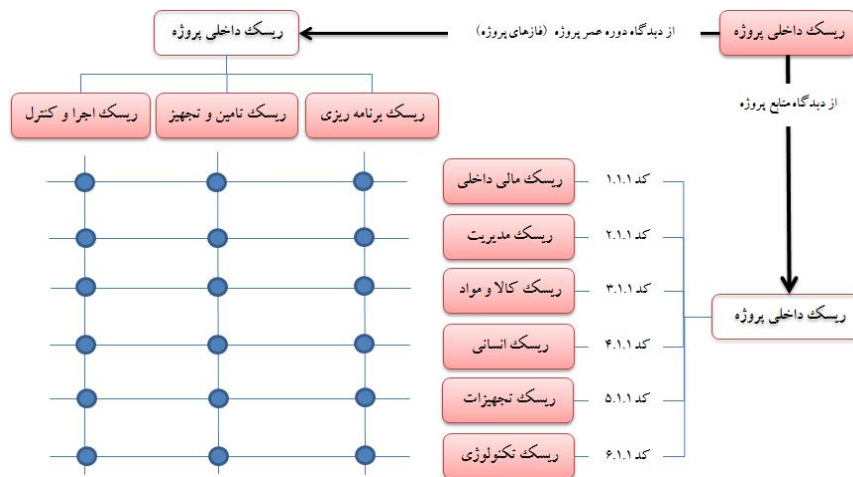 ریسک داخلی پروژه
از دیدگاه دوره عمر پروژه (فازهای پروژه)
ریسک داخلی پروژه
از دیدگاه منابع پروژه
ریسک برنامه ریزی
ریسک تامین و تجهیز
ریسک اجرا و کنترل
کد ۱.۱.۱
ریسک مالی داخلی
کد ۲.۱.۱
ریسک مدیریت
کد ۳.۱.۱
ریسک کالا و مواد
ریسک داخلی پروژه
کد ۴.۱.۱
ریسک انسانی
کد ۵.۱.۱
ریسک تجهیزات
کد ۶.۱.۱
ریسک تکنولوژی